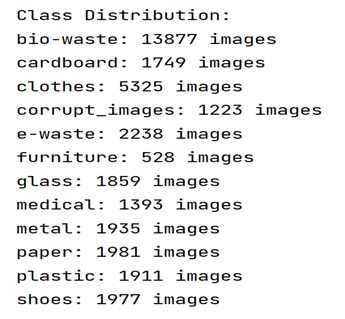 Class Distribution:
bio-waste: 13877 images
cardboard: 1749 images
clothes: 5325 images
corrupt_images: 1223 images
e-waste: 2238 images
furniture: 528 images
glass: 1859 images
medical: 1393 images
metal: 1935 images
paper: 1981 images
plastic: 1911 images
shoes: 1977 images